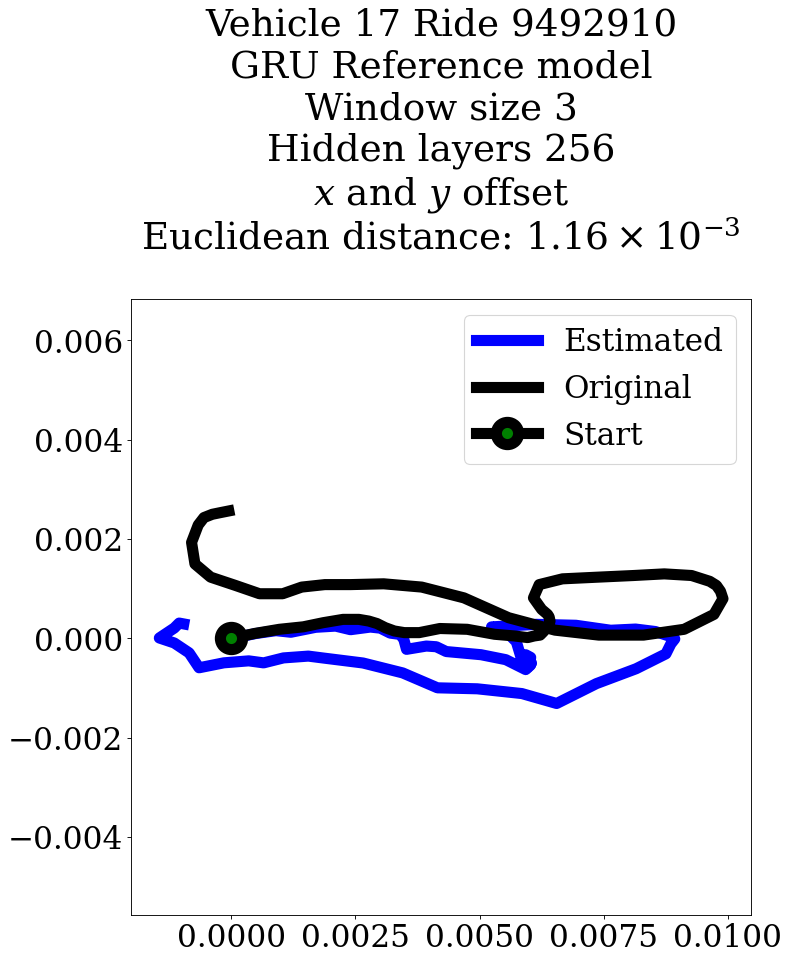 Vehicle 17 Ride 9492910
GRU Reference model
Window size 3
Hidden layers 256
x and y offset
Euclidean distance: 1.16 × 10⁻³
Estimated
Original
Start
0.006
0.004
0.002
0.000
−0.002
−0.004
0.0000 0.0025 0.0050 0.0075 0.0100